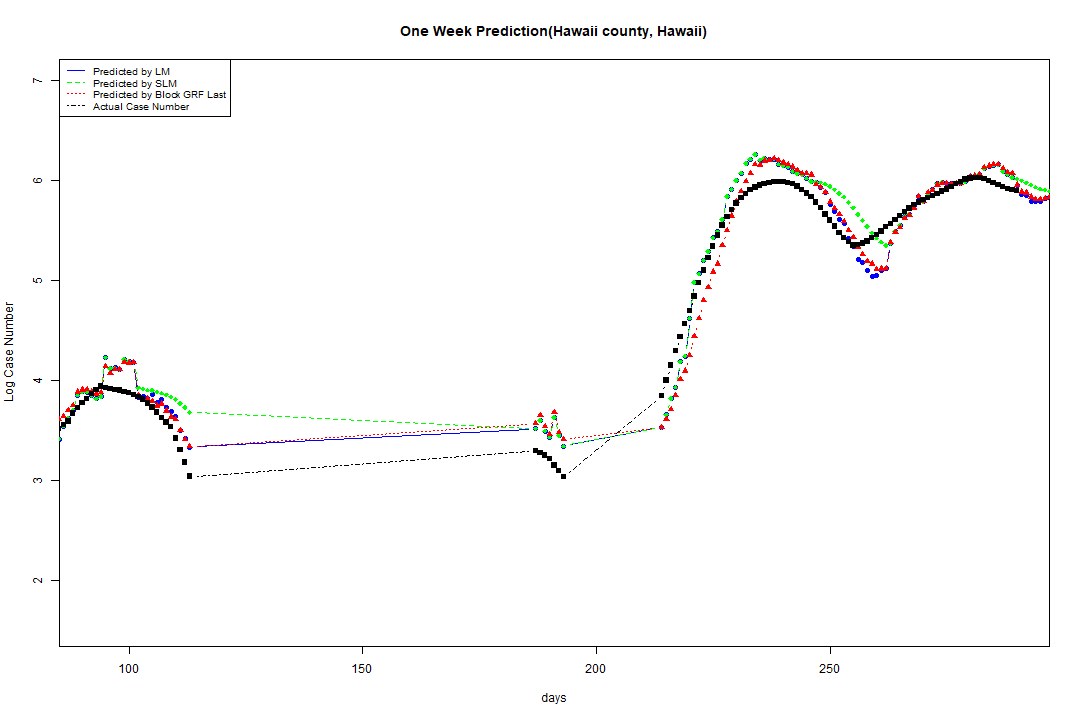 One Week Prediction(Hawaii county, Hawaii)
Predicted by LM
Predicted by SLM
Predicted by Block GRF Last
Actual Case Number
7
6
5
4
3
2
Log Case Number
100 150 200 250
days